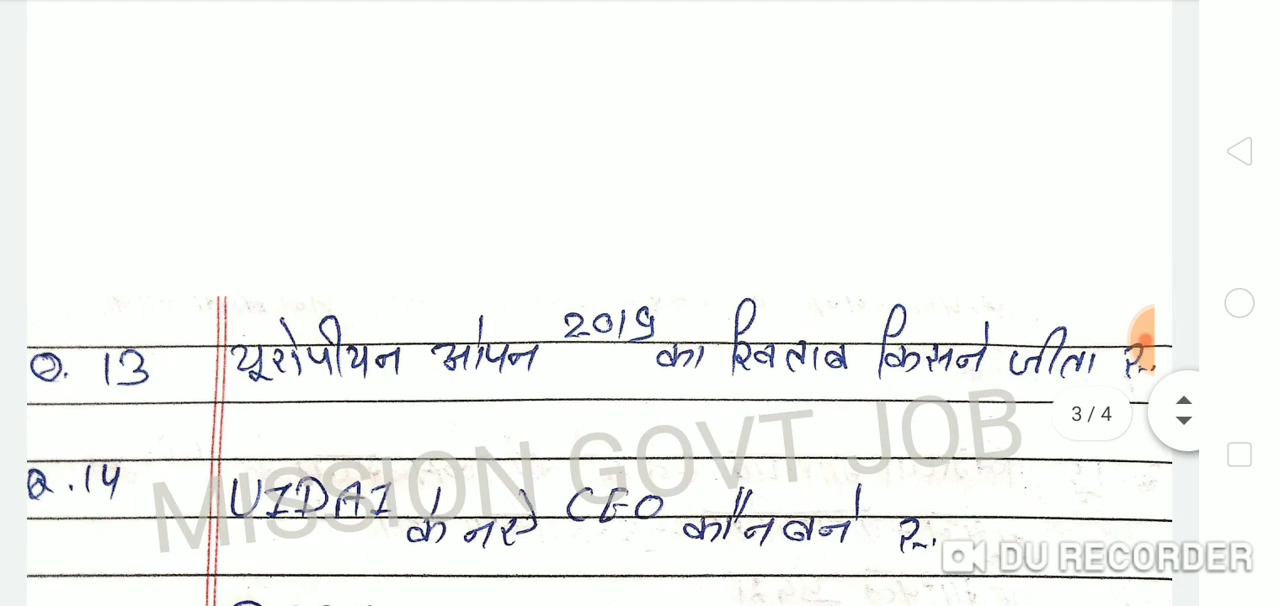 Q. 13 यूरोपीयन ओपन 2019 का खिताब किसने जीता
3 / 4
MISSION GOVT JOB
Q. 14 UIDAI के नए CEO कौन बने
DU RECORDER